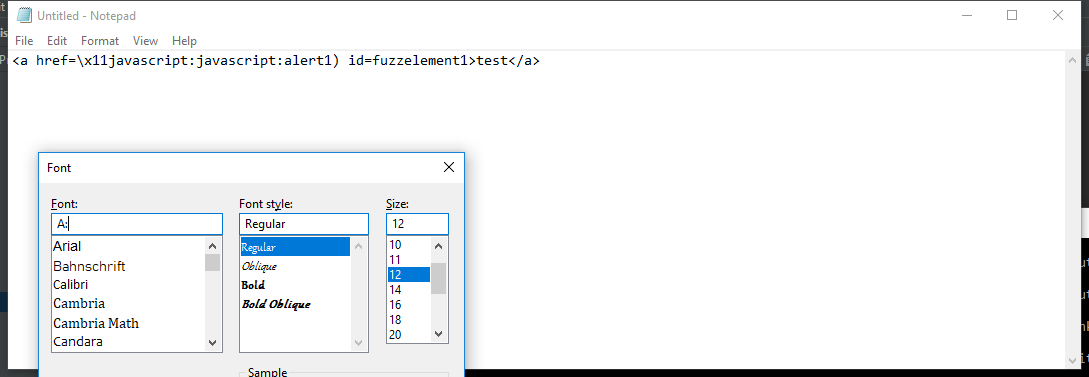 Untitled - Notepad
File Edit Format View Help
<a href=\x11javascript:javascript:alert1) id=fuzzelement1>test</a>
Font
Font: Font style: Size:
A: Regular 12
Arial
Bahnschrift
Calibri
Cambria
Cambria Math
Candara
Regular
Oblique
Bold
Bold Oblique
10
11
12
14
16
18
20
Sample